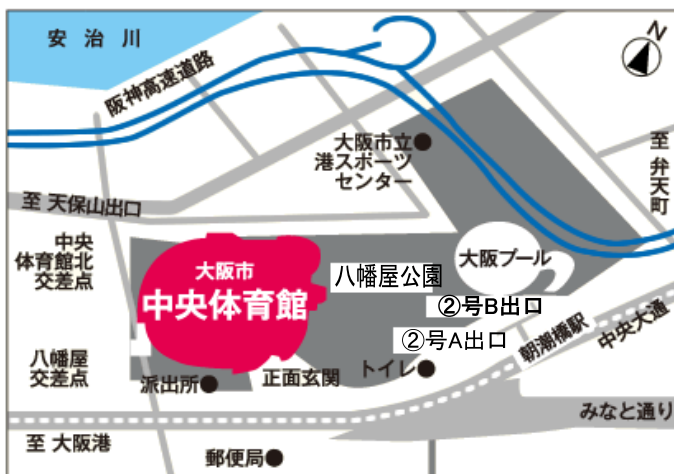 安治川
N
阪神高速道路
大阪市立
港スポーツ
センター
至弁天町
至 天保山出口
中央
体育館北
交差点
大阪市
中央体育館
八幡屋公園
大阪プール
②号B出口
②号A出口
朝潮橋駅
中央大通
八幡屋
交差点
派出所
正面玄関
トイレ
みなと通り
至 大阪港
郵便局